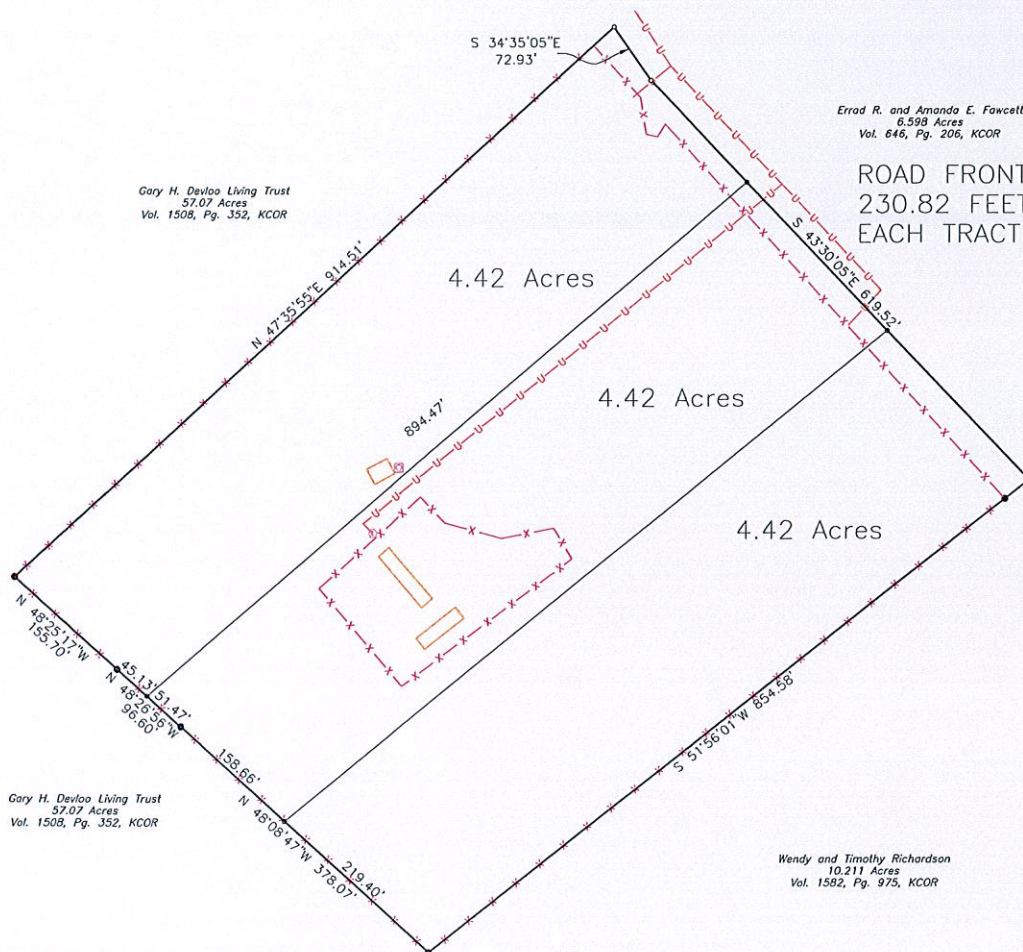 S 34°35'05"E
72.93'
Errad R. and Amanda E. Fawcett
6.598 Acres
Vol. 646, Pg. 206, KCOR
ROAD FRONT
230.82 FEET
EACH TRACT
Gary H. Devloo Living Trust
57.07 Acres
Vol. 1508, Pg. 352, KCOR
N 47°35'55"E 914.51'
S 43°30'05"E 619.52'
4.42 Acres
4.42 Acres
894.47'
4.42 Acres
N 48°25'17"W
155.70'
45.13'
51.47'
N 48°26'56"W
96.60'
158.66'
S 51°56'01"W 854.58'
Gary H. Devloo Living Trust
57.07 Acres
Vol. 1508, Pg. 352, KCOR
N 48°08'47"W 378.07'
219.40'
Wendy and Timothy Richardson
10.211 Acres
Vol. 1582, Pg. 975, KCOR